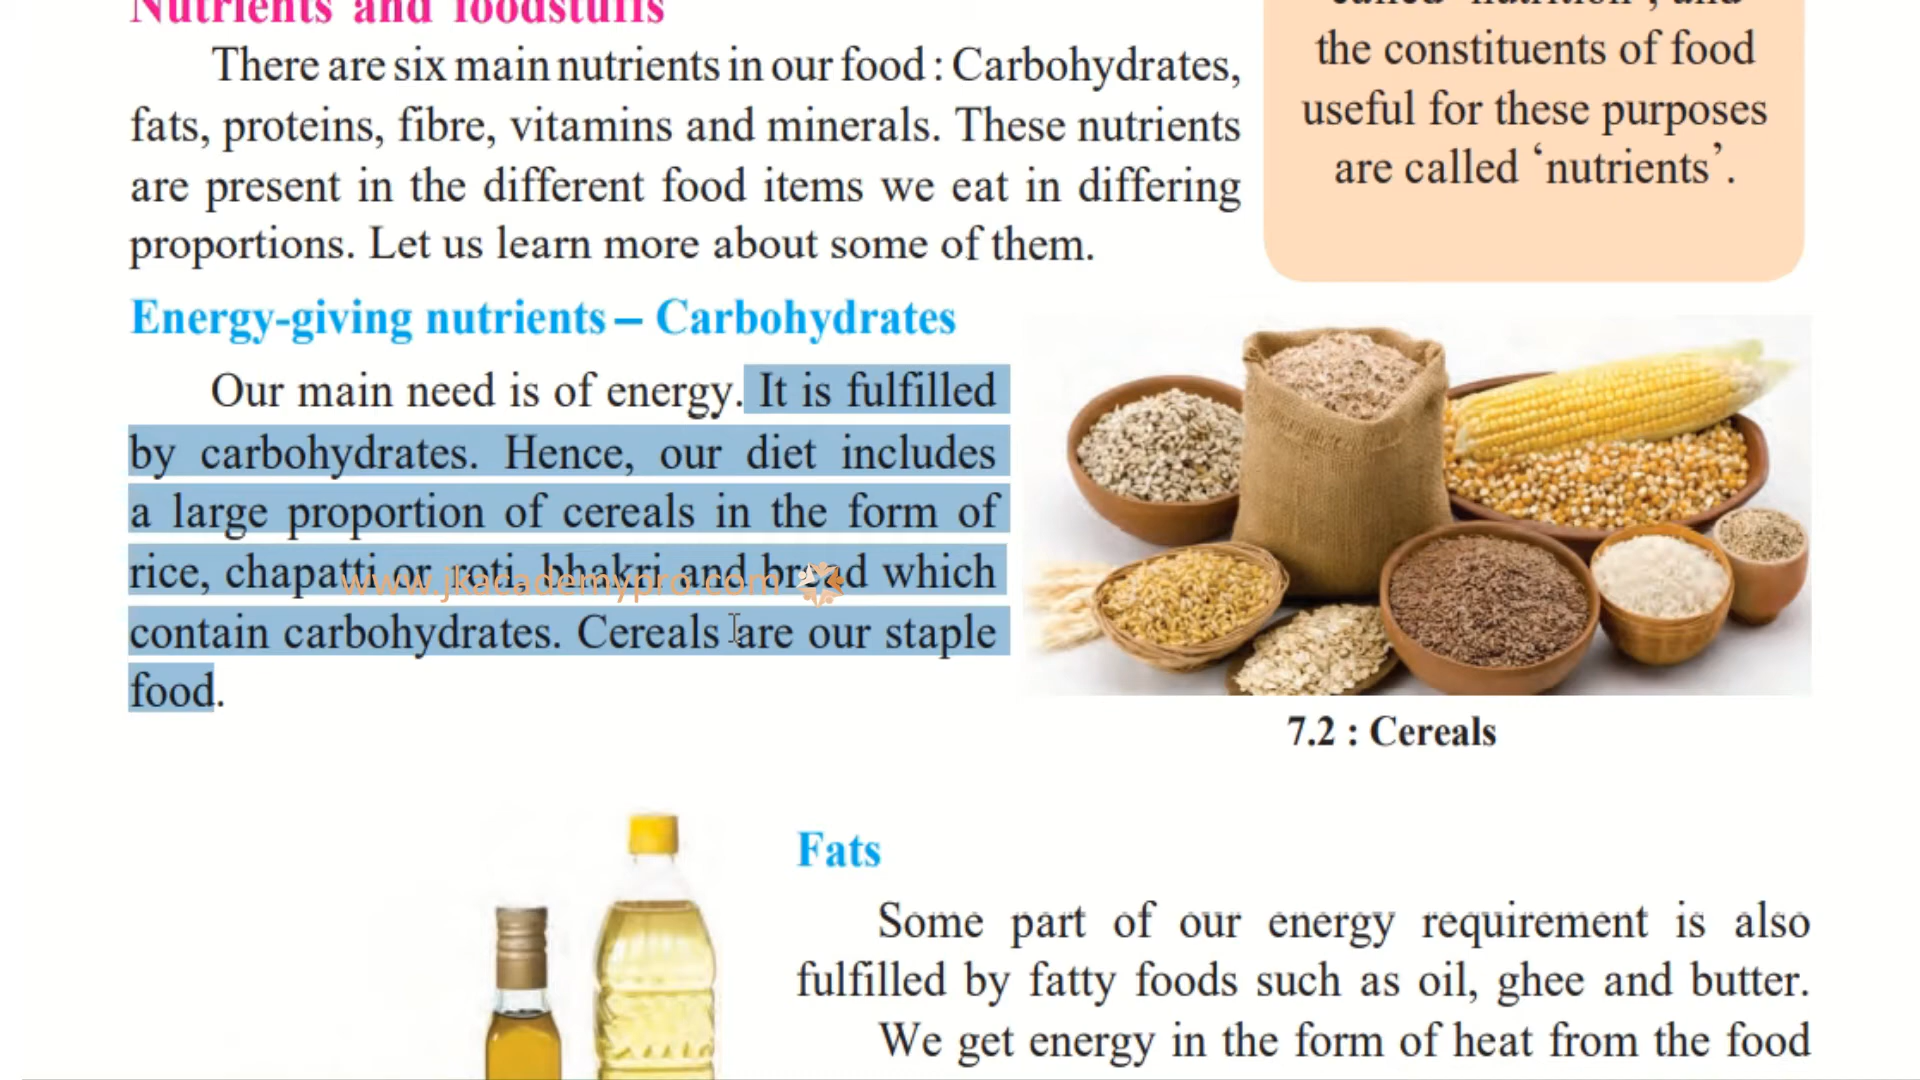 Nutrients and foodstuffs
There are six main nutrients in our food : Carbohydrates,
fats, proteins, fibre, vitamins and minerals. These nutrients
are present in the different food items we eat in differing
proportions. Let us learn more about some of them.
called 'nutrition', and
the constituents of food
useful for these purposes
are called ‘nutrients’.
Energy-giving nutrients – Carbohydrates
Our main need is of energy. It is fulfilled
by carbohydrates. Hence, our diet includes
a large proportion of cereals in the form of
rice, chapatti or roti, bhakri and bread which
www.jkacademypro.com
contain carbohydrates. Cereals are our staple
food.
7.2 : Cereals
Fats
Some part of our energy requirement is also
fulfilled by fatty foods such as oil, ghee and butter.
We get energy in the form of heat from the food